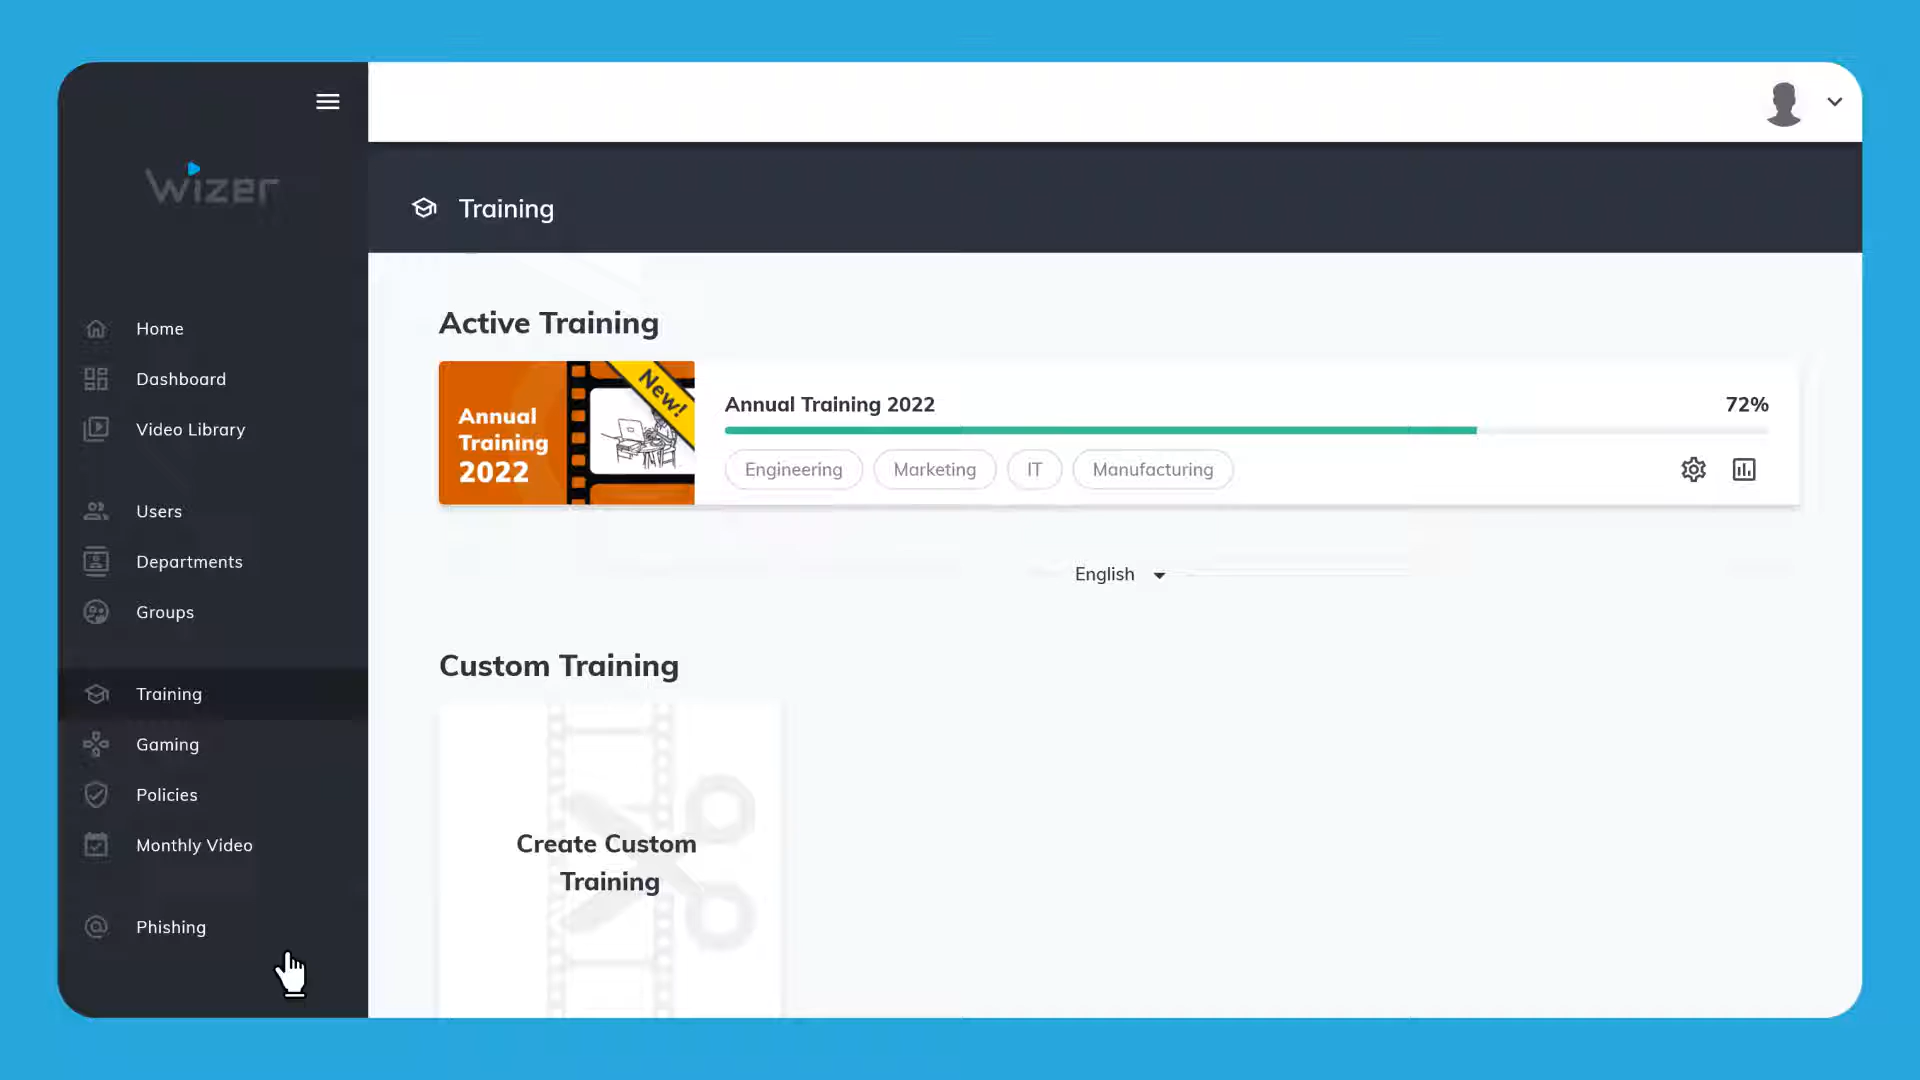 wizer
Home
Dashboard
Video Library
Users
Departments
Groups
Training
Gaming
Policies
Monthly Video
Phishing
Training
Active Training
Annual
Training
2022
New!
Annual Training 2022
72%
Engineering
Marketing
IT
Manufacturing
English
Custom Training
Create Custom
Training